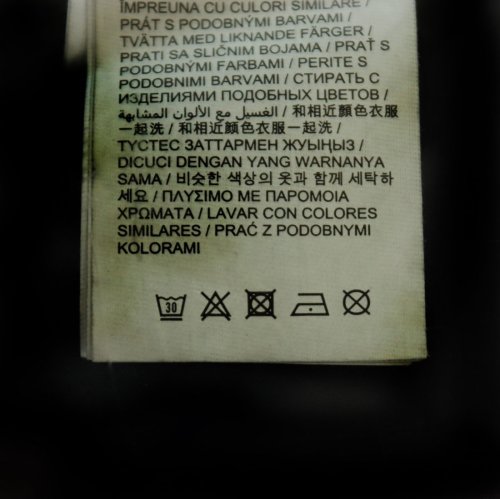 ÎMPREUNA CU CULORI SIMILARE /
PRÁT S PODOBNÝMI BARVAMI /
TVÄTTA MED LIKNANDE FÄRGER /
PRATI SA SLIČNIM BOJAMA / PRAŤ S
PODOBNÝMI FARBAMI / PERITE S
PODOBNIMI BARVAMI / СТИРАТЬ С
ИЗДЕЛИЯМИ ПОДОБНЫХ ЦВЕТОВ /
الغسيل مع الألوان المشابهة / 和相近顏色衣服
一起洗 / 和相近颜色衣服一起洗 /
ТҮСТЕС ЗАТТАРМЕН ЖУЫҢЫЗ /
DICUCI DENGAN YANG WARNANYA
SAMA / 비슷한 색상의 옷과 함께 세탁하
세요 / ΠΛΥΣΙΜΟ ΜΕ ΠΑΡΟΜΟΙΑ
ΧΡΩΜΑΤΑ / LAVAR CON COLORES
SIMILARES / PRAĆ Z PODOBNYMI
KOLORAMI
30